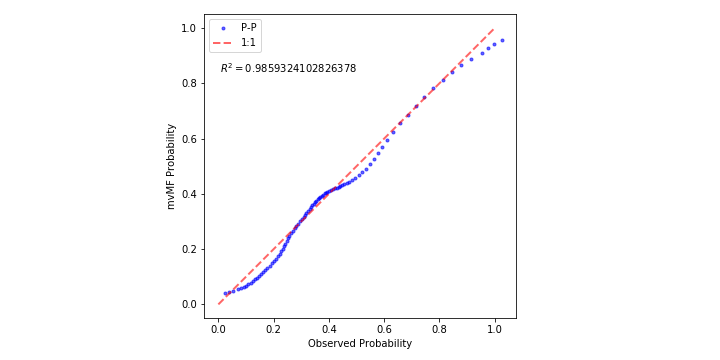 P-P
1:1
R² = 0.9859324102826378
1.0
0.8
0.6
0.4
0.2
0.0
mvMF Probability
0.0 0.2 0.4 0.6 0.8 1.0
Observed Probability